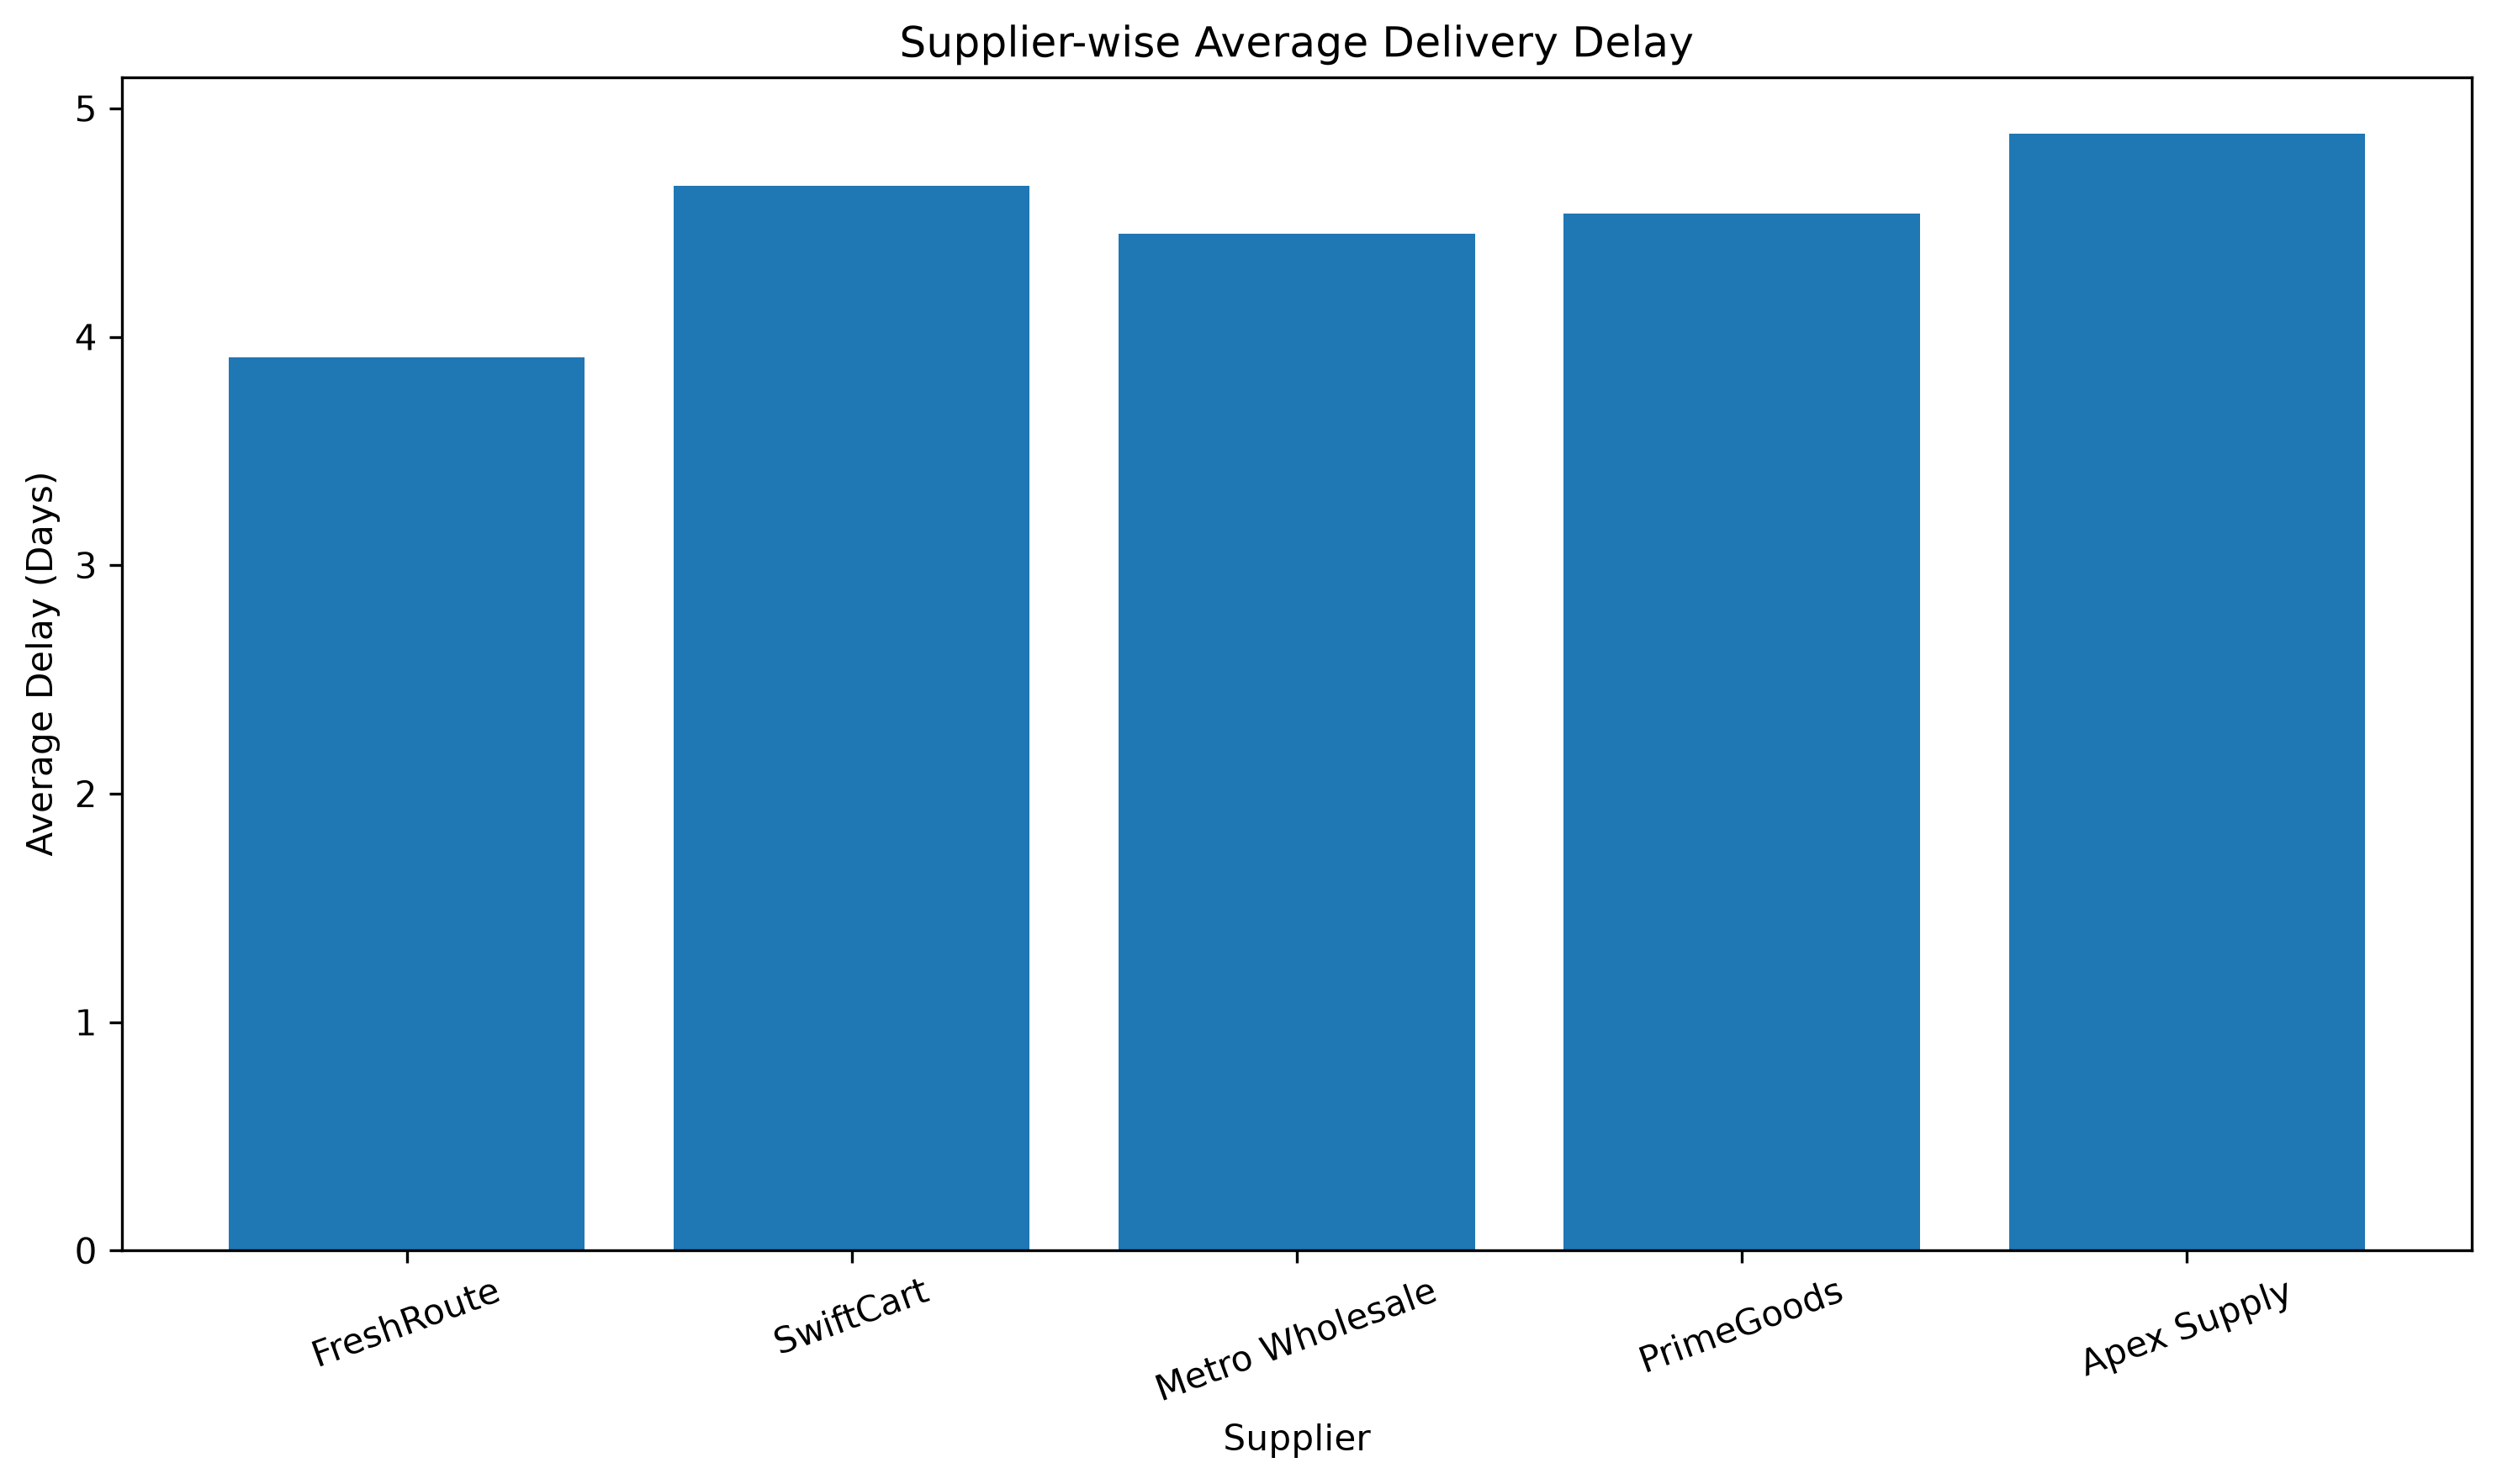 Supplier-wise Average Delivery Delay
Average Delay (Days)
5
4
3
2
1
0
FreshRoute
SwiftCart
Metro Wholesale
PrimeGoods
Apex Supply
Supplier